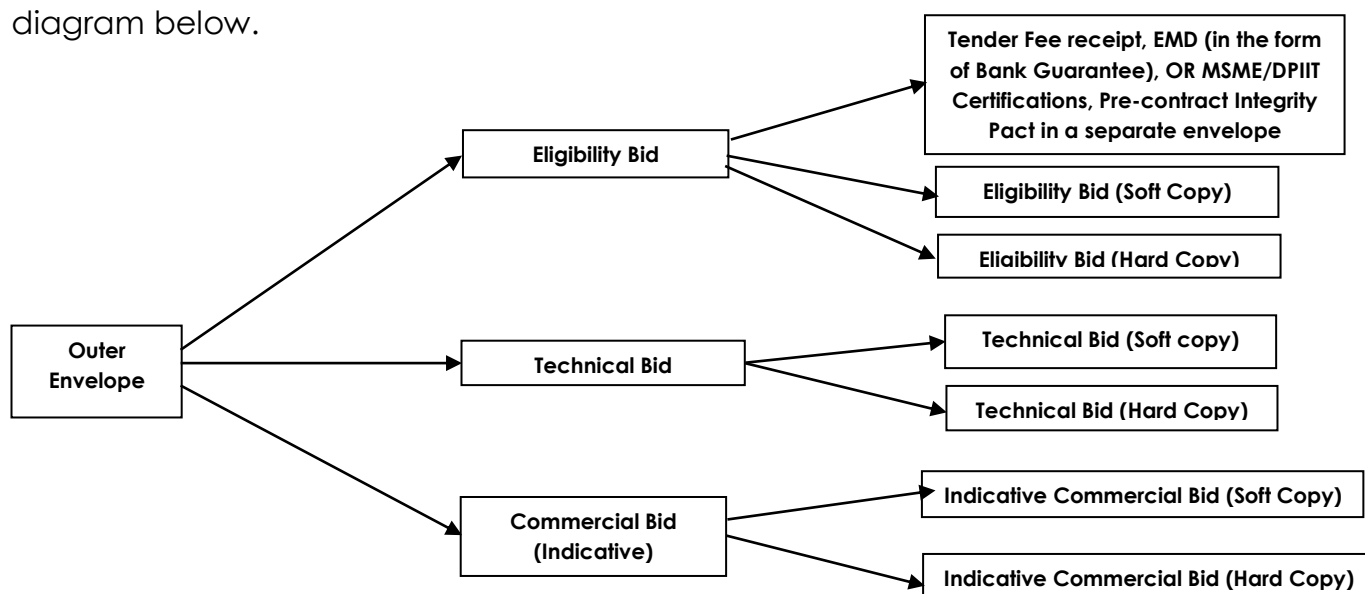 diagram below.
Tender Fee receipt, EMD (in the form
of Bank Guarantee), OR MSME/DPIIT
Certifications, Pre-contract Integrity
Pact in a separate envelope
Eligibility Bid
Eligibility Bid (Soft Copy)
Eligibility Bid (Hard Copy)
Outer
Envelope
Technical Bid
Technical Bid (Soft copy)
Technical Bid (Hard Copy)
Commercial Bid
(Indicative)
Indicative Commercial Bid (Soft Copy)
Indicative Commercial Bid (Hard Copy)